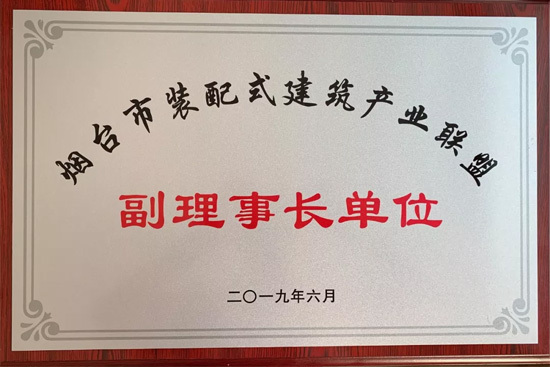 烟台市装配式建筑产业联盟
副理事长单位
二〇一九年六月